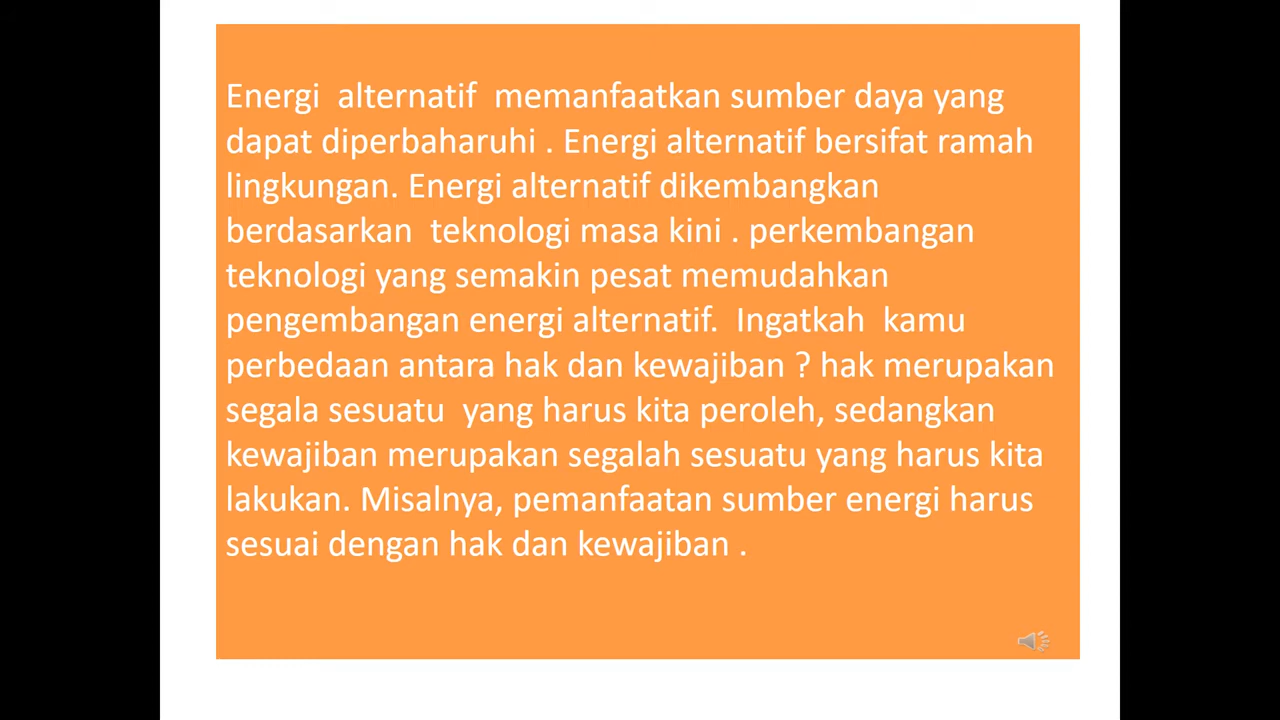 Energi alternatif memanfaatkan sumber daya yang
dapat diperbaharuhi . Energi alternatif bersifat ramah
lingkungan. Energi alternatif dikembangkan
berdasarkan teknologi masa kini . perkembangan
teknologi yang semakin pesat memudahkan
pengembangan energi alternatif. Ingatkah kamu
perbedaan antara hak dan kewajiban ? hak merupakan
segala sesuatu yang harus kita peroleh, sedangkan
kewajiban merupakan segalah sesuatu yang harus kita
lakukan. Misalnya, pemanfaatan sumber energi harus
sesuai dengan hak dan kewajiban .